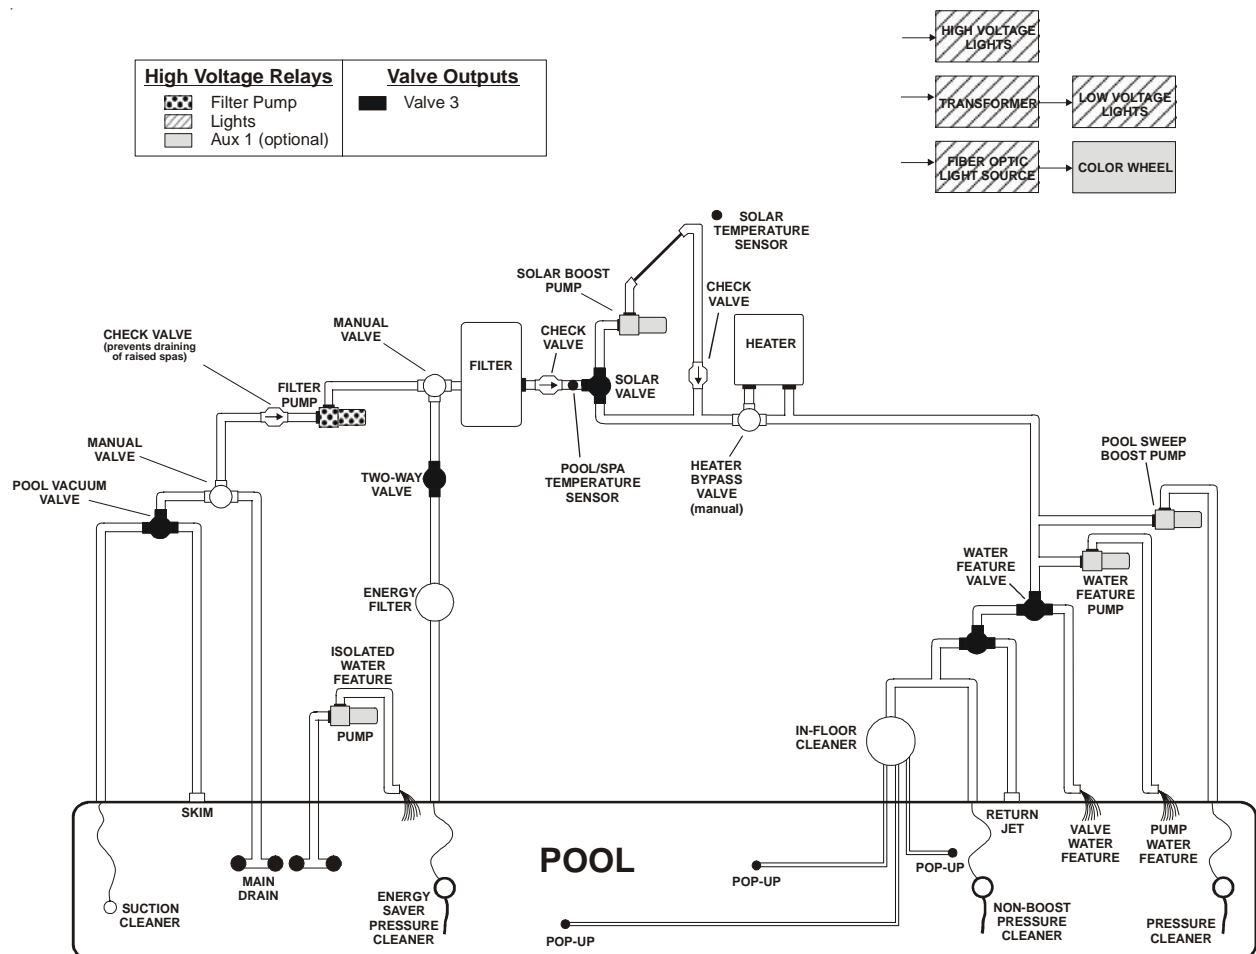 HIGH VOLTAGE
LIGHTS
High Voltage Relays
Filter Pump
Lights
Aux 1 (optional)
Valve Outputs
Valve 3
TRANSFORMER
LOW VOLTAGE
LIGHTS
FIBER OPTIC
LIGHT SOURCE
COLOR WHEEL
SOLAR
TEMPERATURE
SENSOR
SOLAR BOOST
PUMP
CHECK
VALVE
MANUAL
VALVE
CHECK
VALVE
CHECK VALVE
(prevents draining
of raised spas)
FILTER
HEATER
FILTER
PUMP
SOLAR
VALVE
MANUAL
VALVE
POOL VACUUM
VALVE
TWO-WAY
VALVE
POOL/SPA
TEMPERATURE
SENSOR
HEATER
BYPASS
VALVE
(manual)
POOL SWEEP
BOOST PUMP
WATER
FEATURE
VALVE
WATER
FEATURE
PUMP
ENERGY
FILTER
ISOLATED
WATER
FEATURE
PUMP
IN-FLOOR
CLEANER
SKIM
RETURN
JET
VALVE
WATER
FEATURE
PUMP
WATER
FEATURE
POOL
MAIN
DRAIN
POP-UP
POP-UP
SUCTION
CLEANER
ENERGY
SAVER
PRESSURE
CLEANER
POP-UP
NON-BOOST
PRESSURE
CLEANER
PRESSURE
CLEANER